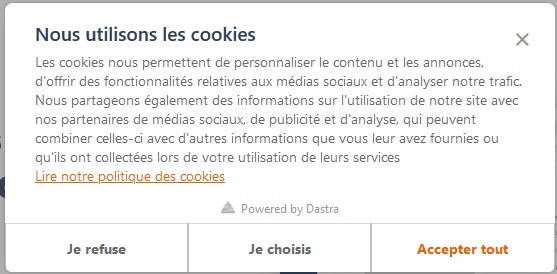 Nous utilisons les cookies
Les cookies nous permettent de personnaliser le contenu et les annonces,
d'offrir des fonctionnalités relatives aux médias sociaux et d'analyser notre trafic.
Nous partageons également des informations sur l'utilisation de notre site avec
nos partenaires de médias sociaux, de publicité et d'analyse, qui peuvent
combiner celles-ci avec d'autres informations que vous leur avez fournies ou
qu'ils ont collectées lors de votre utilisation de leurs services
Lire notre politique des cookies
Powered by Dastra
Je refuse
Je choisis
Accepter tout